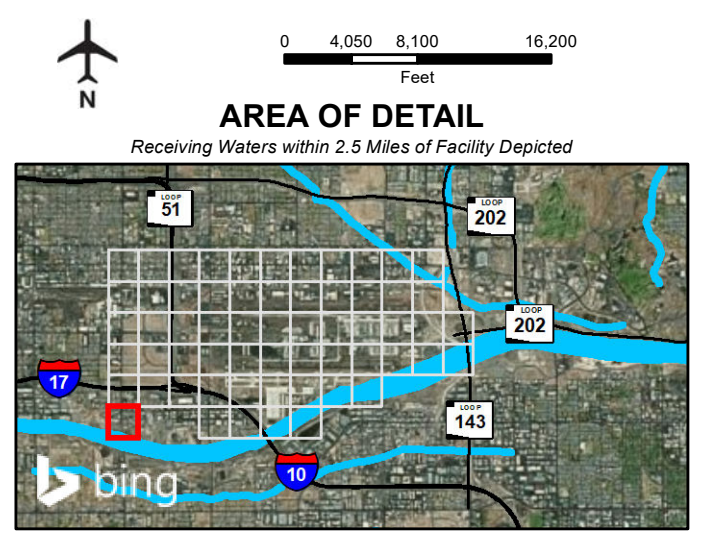 N
0 4,050 8,100 16,200
Feet
AREA OF DETAIL
Receiving Waters within 2.5 Miles of Facility Depicted
LOOP
51
LOOP
202
LOOP
202
17
LOOP
143
10
bing